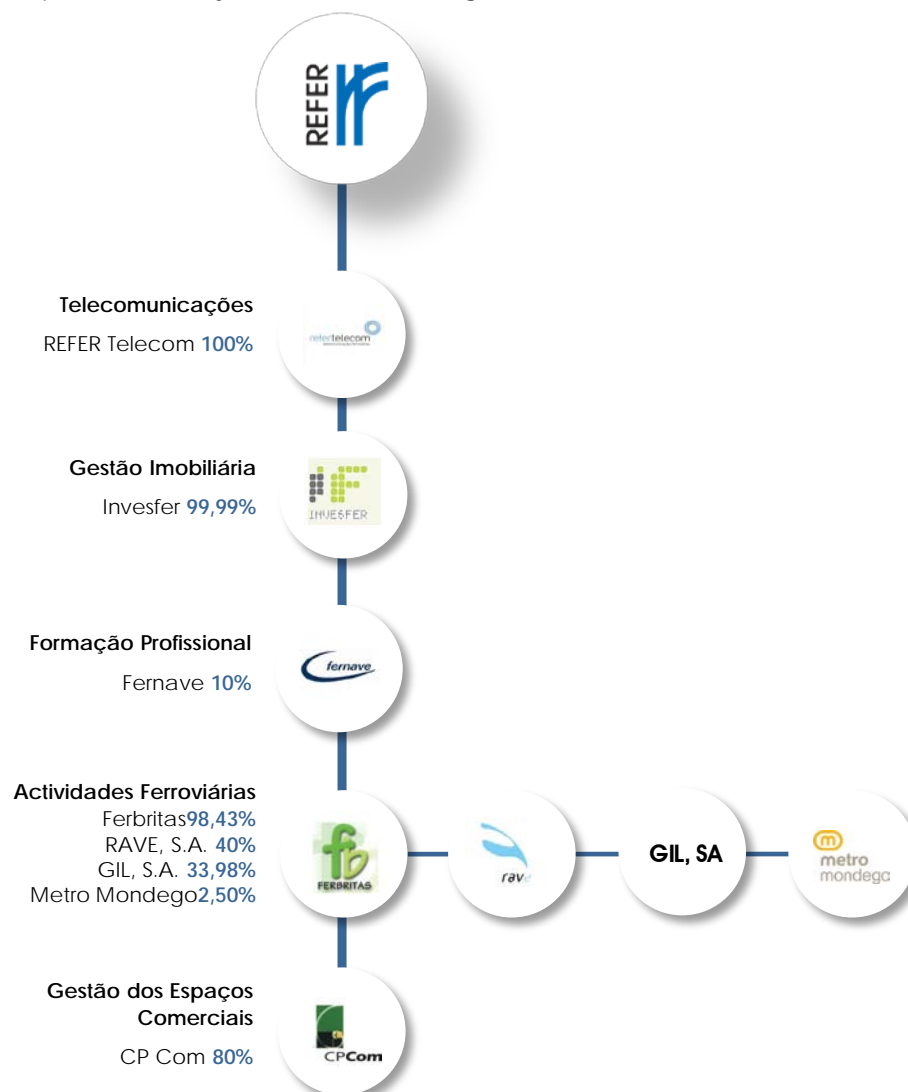 REFER
Telecomunicações
REFER Telecom 100%
refertelecom
Gestão Imobiliária
Invesfer 99,99%
INVESFER
Formação Profissional
Fernave 10%
fernave
Actividades Ferroviárias
Ferbritas98,43%
RAVE, S.A. 40%
GIL, S.A. 33,98%
Metro Mondego2,50%
FERBRITAS
rave
GIL, SA
metro
mondego
Gestão dos Espaços
Comerciais
CP Com 80%
CPCom